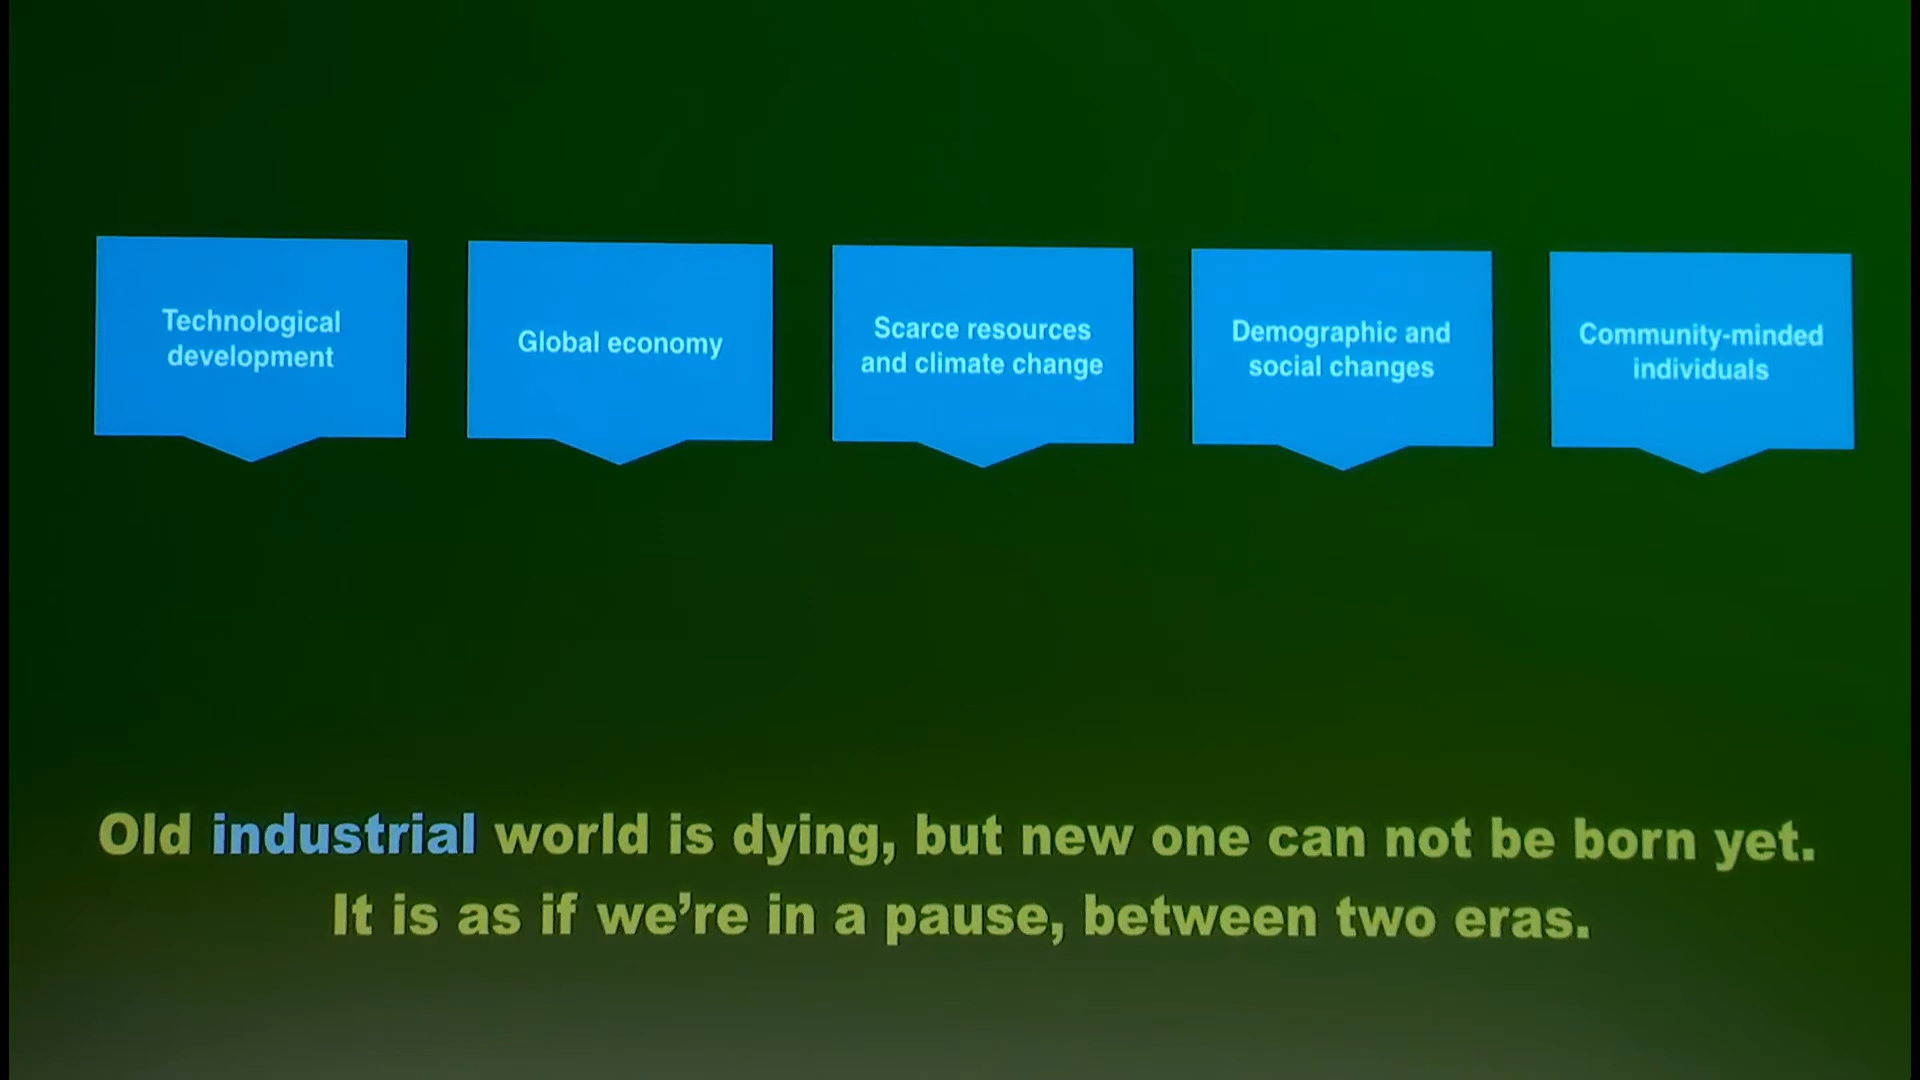 Technological
development
Global economy
Scarce resources
and climate change
Demographic and
social changes
Community-minded
individuals
Old industrial world is dying, but new one can not be born yet.
It is as if we’re in a pause, between two eras.